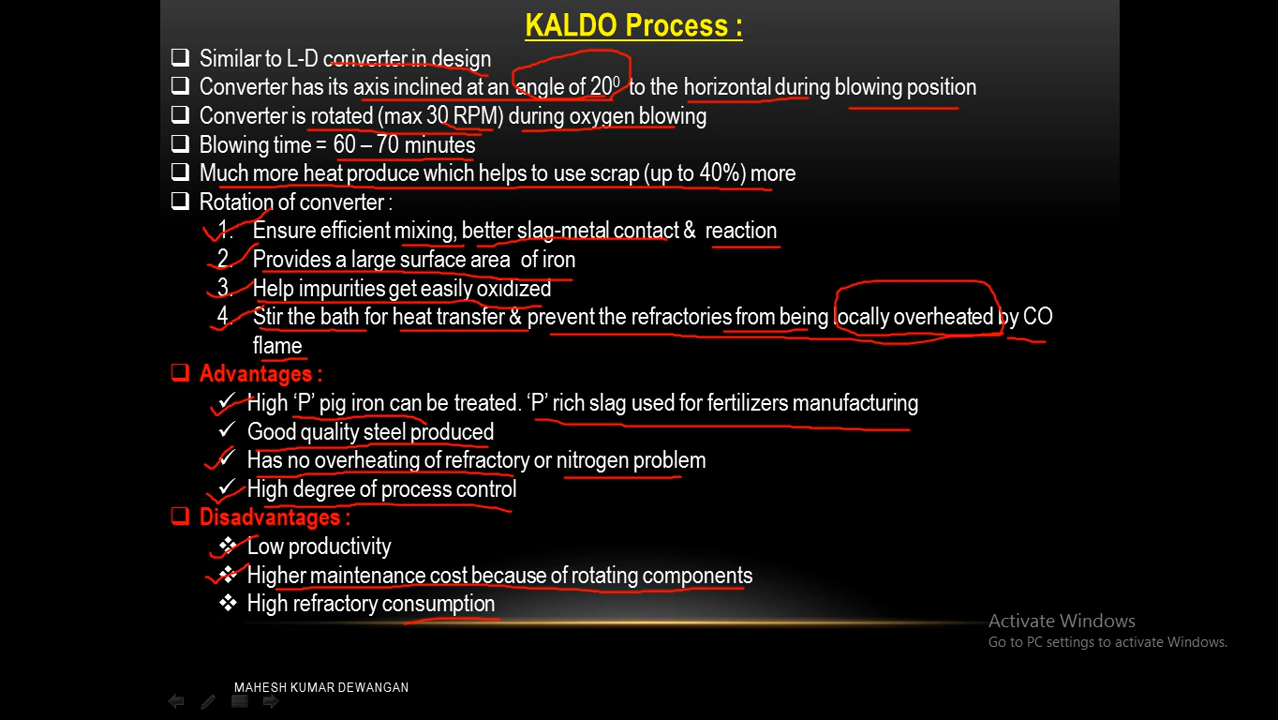 KALDO Process :
Similar to L-D converter in design
Converter has its axis inclined at an angle of 20⁰ to the horizontal during blowing position
Converter is rotated (max 30 RPM) during oxygen blowing
Blowing time = 60 – 70 minutes
Much more heat produce which helps to use scrap (up to 40%) more
Rotation of converter :
1. Ensure efficient mixing, better slag-metal contact & reaction
2. Provides a large surface area of iron
3. Help impurities get easily oxidized
4. Stir the bath for heat transfer & prevent the refractories from being locally overheated by CO
flame
Advantages :
High ‘P’ pig iron can be treated. ‘P’ rich slag used for fertilizers manufacturing
Good quality steel produced
Has no overheating of refractory or nitrogen problem
High degree of process control
Disadvantages :
Low productivity
Higher maintenance cost because of rotating components
High refractory consumption
Activate Windows
Go to PC settings to activate Windows.
MAHESH KUMAR DEWANGAN